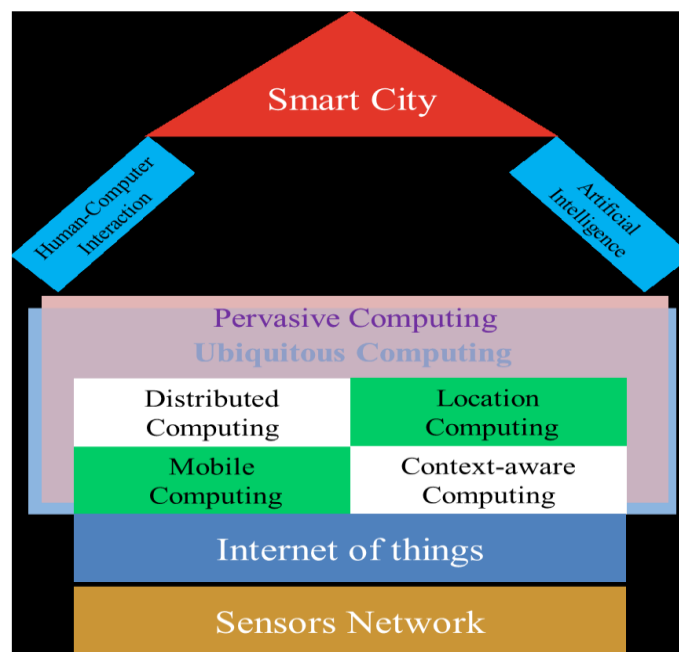 Smart City
Human-Computer
Interaction
Artificial
Intelligence
Pervasive Computing
Ubiquitous Computing
Distributed
Computing
Location
Computing
Mobile
Computing
Context-aware
Computing
Internet of things
Sensors Network